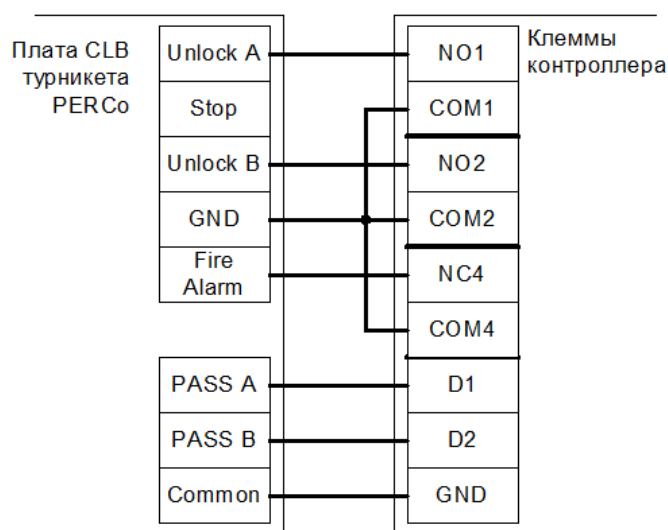 Плата CLB
турникета
PERCo
Unlock A
Stop
Unlock B
GND
Fire
Alarm
PASS A
PASS B
Common
NO1
COM1
NO2
COM2
NC4
COM4
D1
D2
GND
Клеммы
контроллера